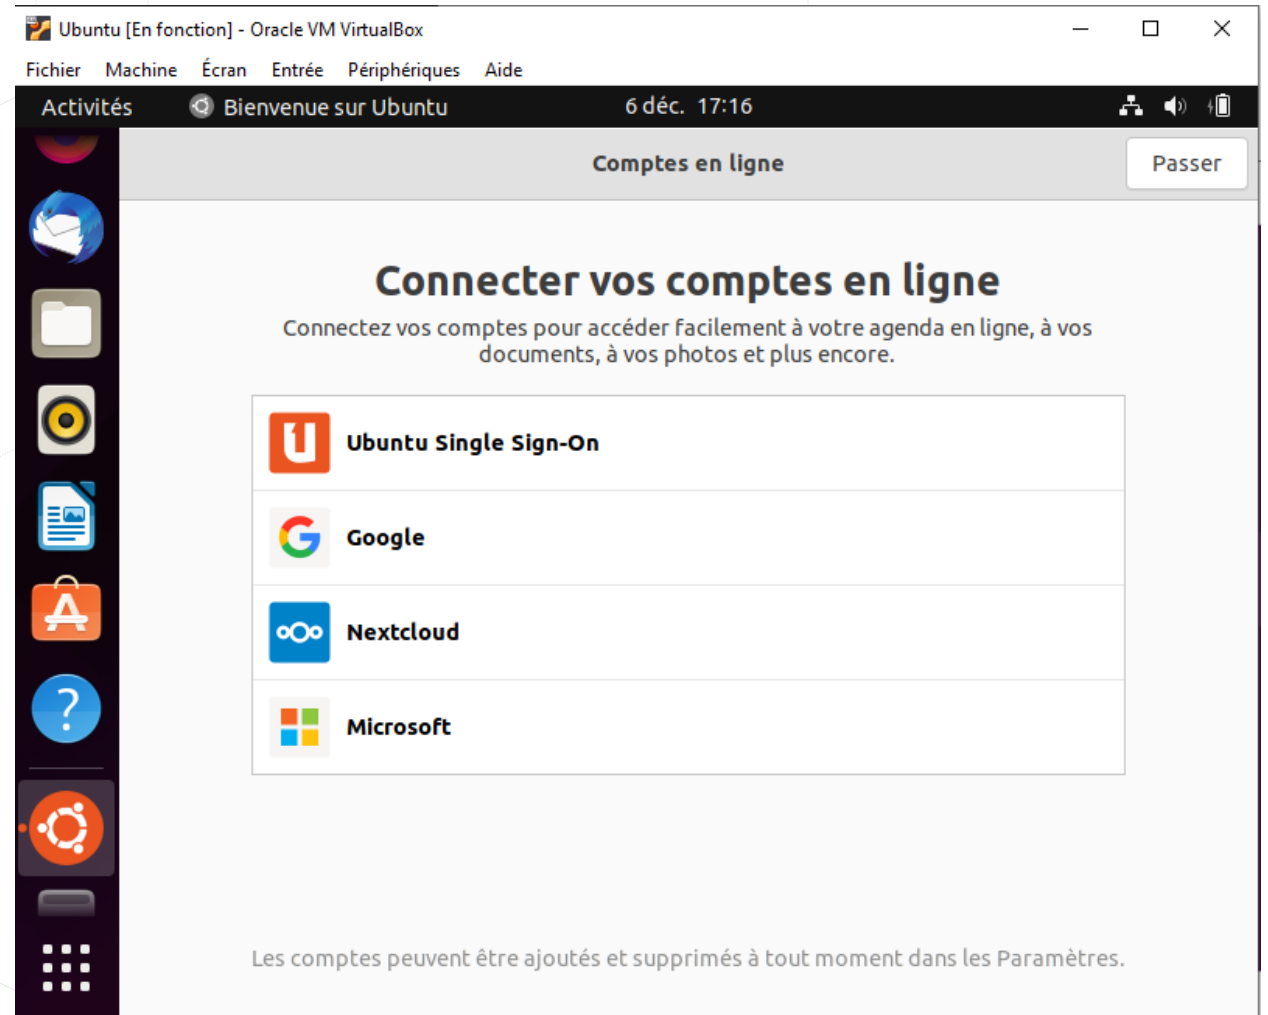 Ubuntu [En fonction] - Oracle VM VirtualBox
Fichier Machine Écran Entrée Périphériques Aide
Activités Bienvenue sur Ubuntu 6 déc. 17:16
Comptes en ligne Passer
Connecter vos comptes en ligne
Connectez vos comptes pour accéder facilement à votre agenda en ligne, à vos
documents, à vos photos et plus encore.
Ubuntu Single Sign-On
Google
Nextcloud
Microsoft
Les comptes peuvent être ajoutés et supprimés à tout moment dans les Paramètres.